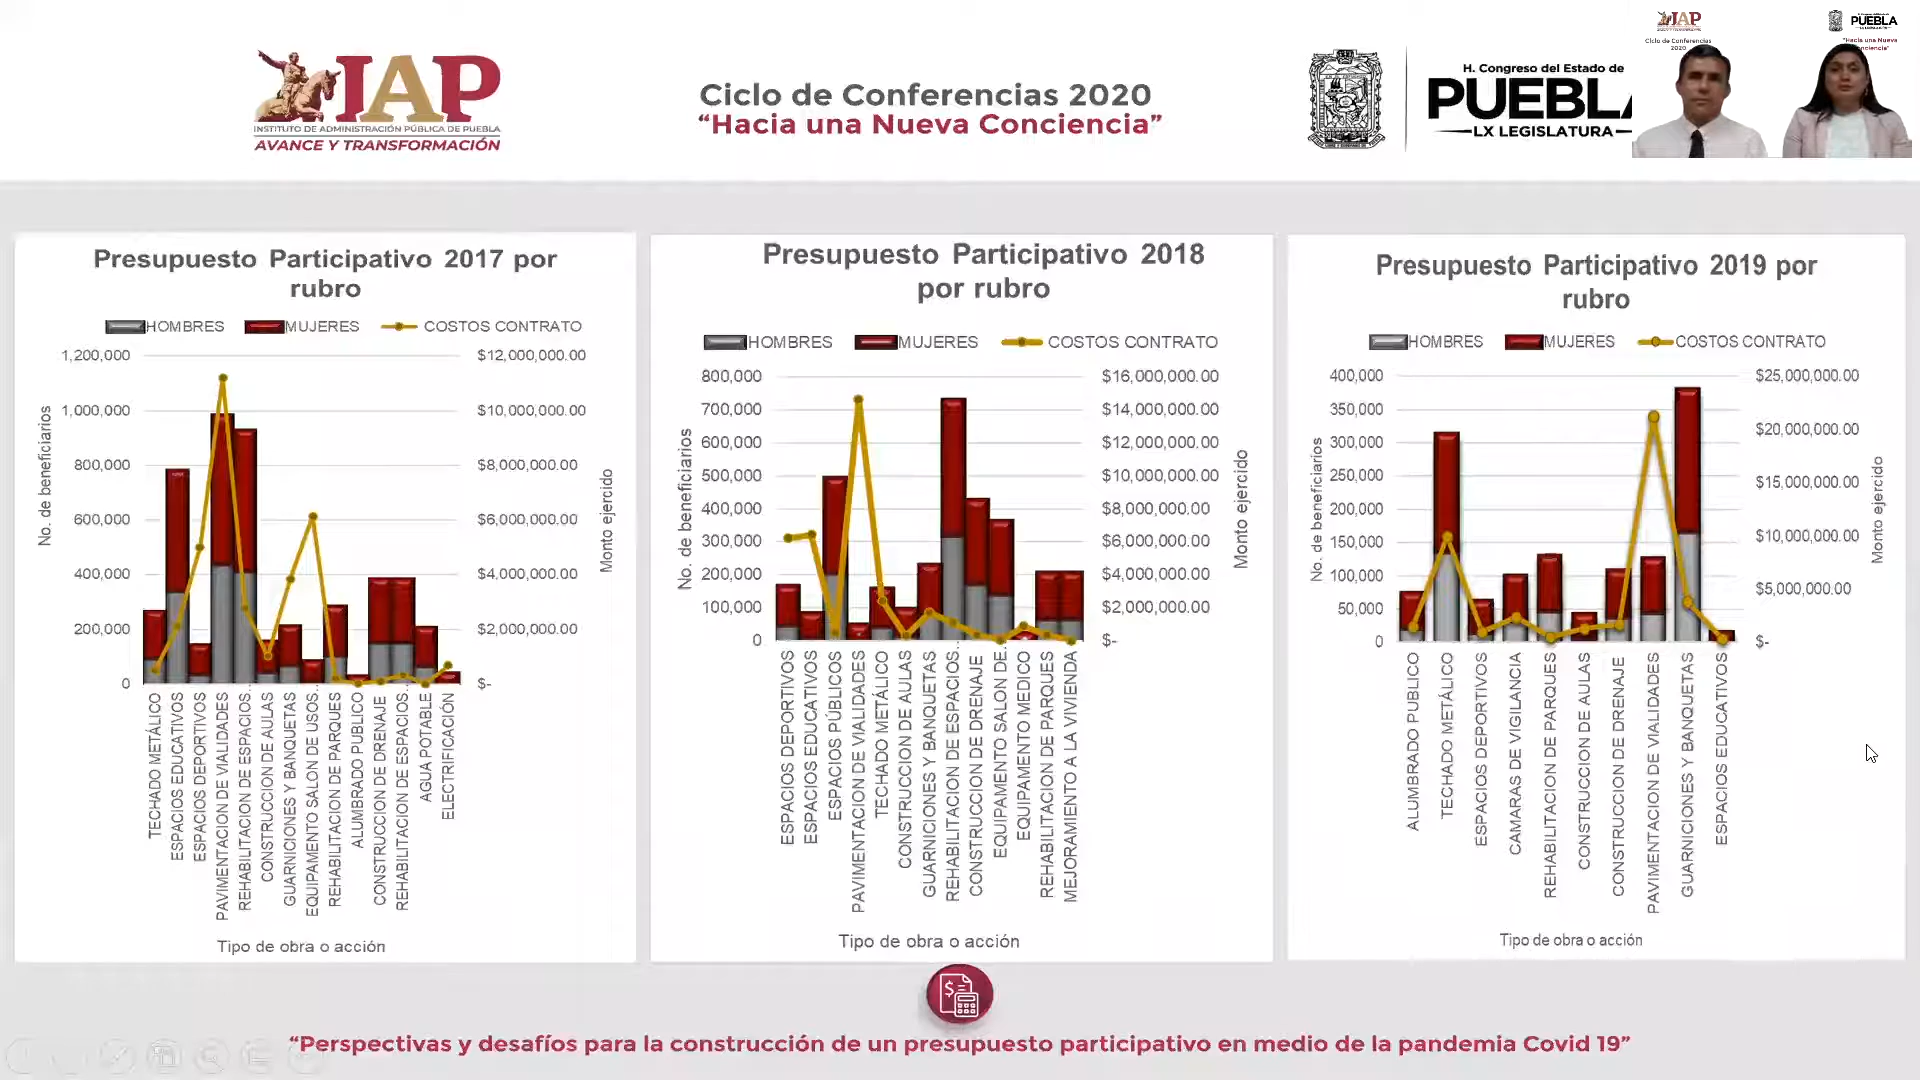 IAP
INSTITUTO DE ADMINISTRACIÓN PÚBLICA DE PUEBLA
AVANCE Y TRANSFORMACIÓN
Ciclo de Conferencias 2020
“Hacia una Nueva Conciencia”
H. Congreso del Estado de
PUEBLA
LX LEGISLATURA
IAP
Ciclo de Conferencias
2020
PUEBLA
"Hacia una Nueva
Conciencia"
Presupuesto Participativo 2017 por
rubro
HOMBRES MUJERES COSTOS CONTRATO
1,200,000
1,000,000
800,000
600,000
400,000
200,000
0
No. de beneficiarios
$12,000,000.00
$10,000,000.00
$8,000,000.00
$6,000,000.00
$4,000,000.00
$2,000,000.00
$-
Monto ejercido
TECHADO METÁLICO
ESPACIOS EDUCATIVOS
ESPACIOS DEPORTIVOS
PAVIMENTACION DE VIALIDADES
REHABILITACION DE ESPACIOS…
CONSTRUCCION DE AULAS
GUARNICIONES Y BANQUETAS
EQUIPAMENTO SALON DE USOS…
REHABILITACION DE PARQUES
ALUMBRADO PUBLICO
CONSTRUCCION DE DRENAJE
REHABILITACION DE ESPACIOS…
AGUA POTABLE
ELECTRIFICACIÓN
Tipo de obra o acción
Presupuesto Participativo 2018
por rubro
HOMBRES MUJERES COSTOS CONTRATO
800,000
700,000
600,000
500,000
400,000
300,000
200,000
100,000
0
No. de beneficiarios
$16,000,000.00
$14,000,000.00
$12,000,000.00
$10,000,000.00
$8,000,000.00
$6,000,000.00
$4,000,000.00
$2,000,000.00
$-
Monto ejercido
ESPACIOS DEPORTIVOS
ESPACIOS EDUCATIVOS
ESPACIOS PÚBLICOS
PAVIMENTACION DE VIALIDADES
TECHADO METÁLICO
CONSTRUCCION DE AULAS
GUARNICIONES Y BANQUETAS
REHABILITACION DE ESPACIOS…
CONSTRUCCION DE DRENAJE
EQUIPAMENTO SALON DE…
EQUIPAMENTO MEDICO
REHABILITACION DE PARQUES
MEJORAMIENTO A LA VIVIENDA
Tipo de obra o acción
Presupuesto Participativo 2019 por
rubro
HOMBRES MUJERES COSTOS CONTRATO
400,000
350,000
300,000
250,000
200,000
150,000
100,000
50,000
0
No. de beneficiarios
$25,000,000.00
$20,000,000.00
$15,000,000.00
$10,000,000.00
$5,000,000.00
$-
Monto ejercido
ALUMBRADO PUBLICO
TECHADO METÁLICO
ESPACIOS DEPORTIVOS
CAMARAS DE VIGILANCIA
REHABILITACION DE PARQUES
CONSTRUCCION DE AULAS
CONSTRUCCION DE DRENAJE
PAVIMENTACION DE VIALIDADES
GUARNICIONES Y BANQUETAS
ESPACIOS EDUCATIVOS
Tipo de obra o acción
“Perspectivas y desafíos para la construcción de un presupuesto participativo en medio de la pandemia Covid 19”